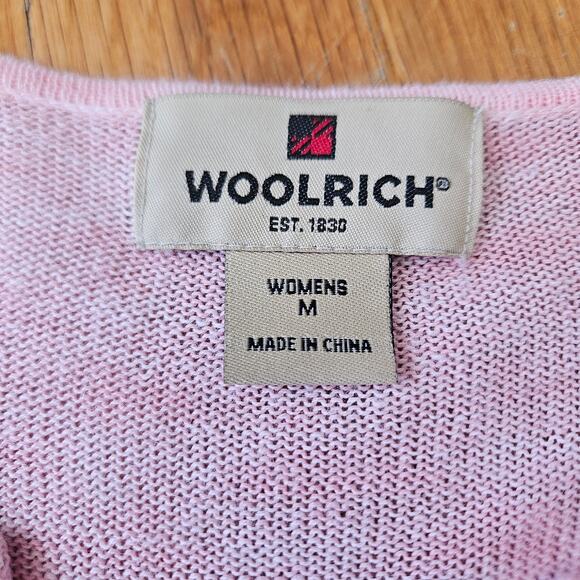 WOOLRICH®
EST. 1830
WOMENS
M
MADE IN CHINA